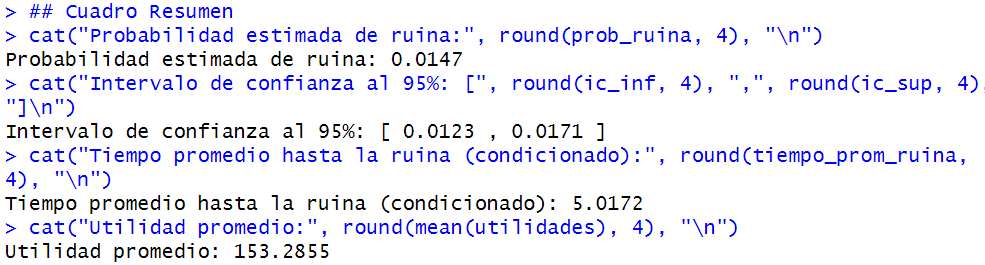 > ## Cuadro Resumen
> cat("Probabilidad estimada de ruina:", round(prob_ruina, 4), "\n")
Probabilidad estimada de ruina: 0.0147
> cat("Intervalo de confianza al 95%: [", round(ic_inf, 4), ",", round(ic_sup, 4),
"]\n")
Intervalo de confianza al 95%: [ 0.0123 , 0.0171 ]
> cat("Tiempo promedio hasta la ruina (condicionado):", round(tiempo_prom_ruina,
4), "\n")
Tiempo promedio hasta la ruina (condicionado): 5.0172
> cat("Utilidad promedio:", round(mean(utilidades), 4), "\n")
Utilidad promedio: 153.2855